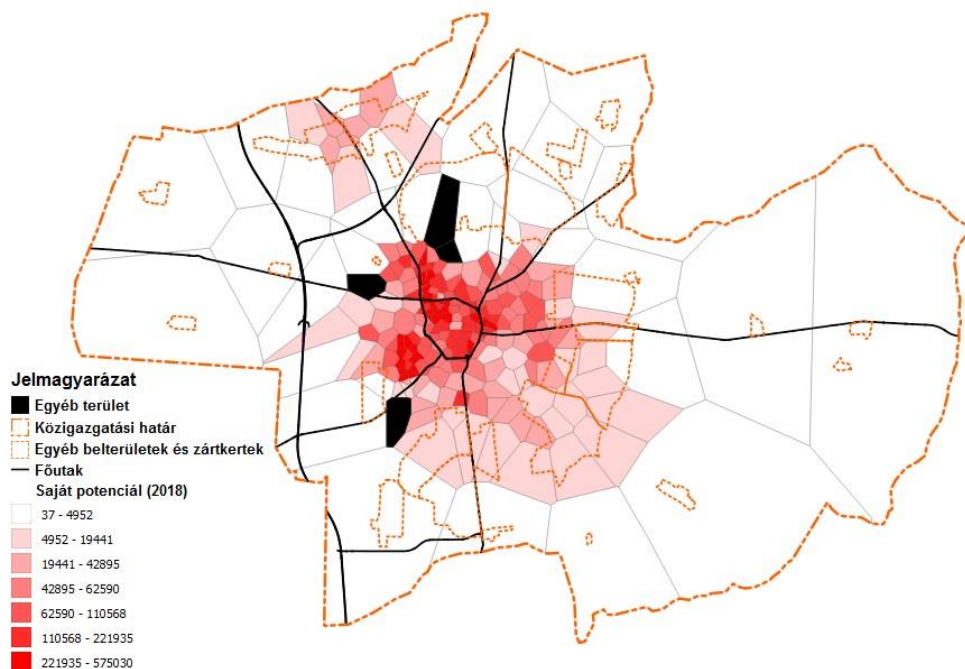 Jelmagyarázat
Egyéb terület
Közigazgatási határ
Egyéb belterületek és zártkertek
Főutak
Saját potenciál (2018)
37 - 4952
4952 - 19441
19441 - 42895
42895 - 62590
62590 - 110568
110568 - 221935
221935 - 575030